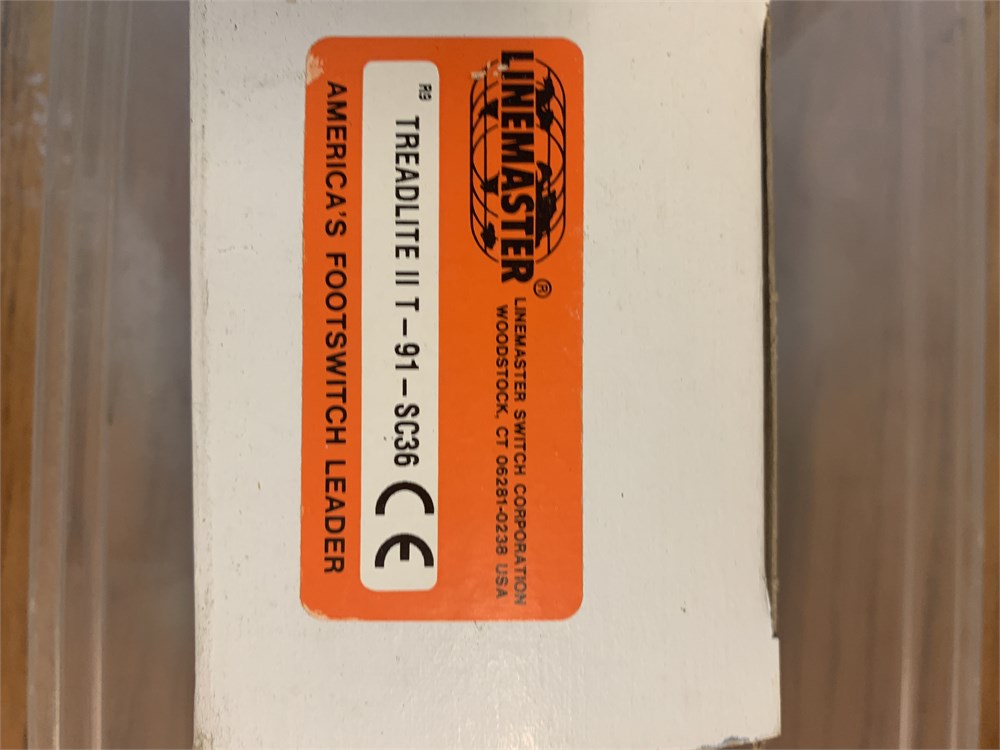 LINEMASTER®
LINEMASTER SWITCH CORPORATION
WOODSTOCK, CT 06281-0238 USA
R9 TREADLITE II T-91-SC36 CE
AMERICA'S FOOTSWITCH LEADER